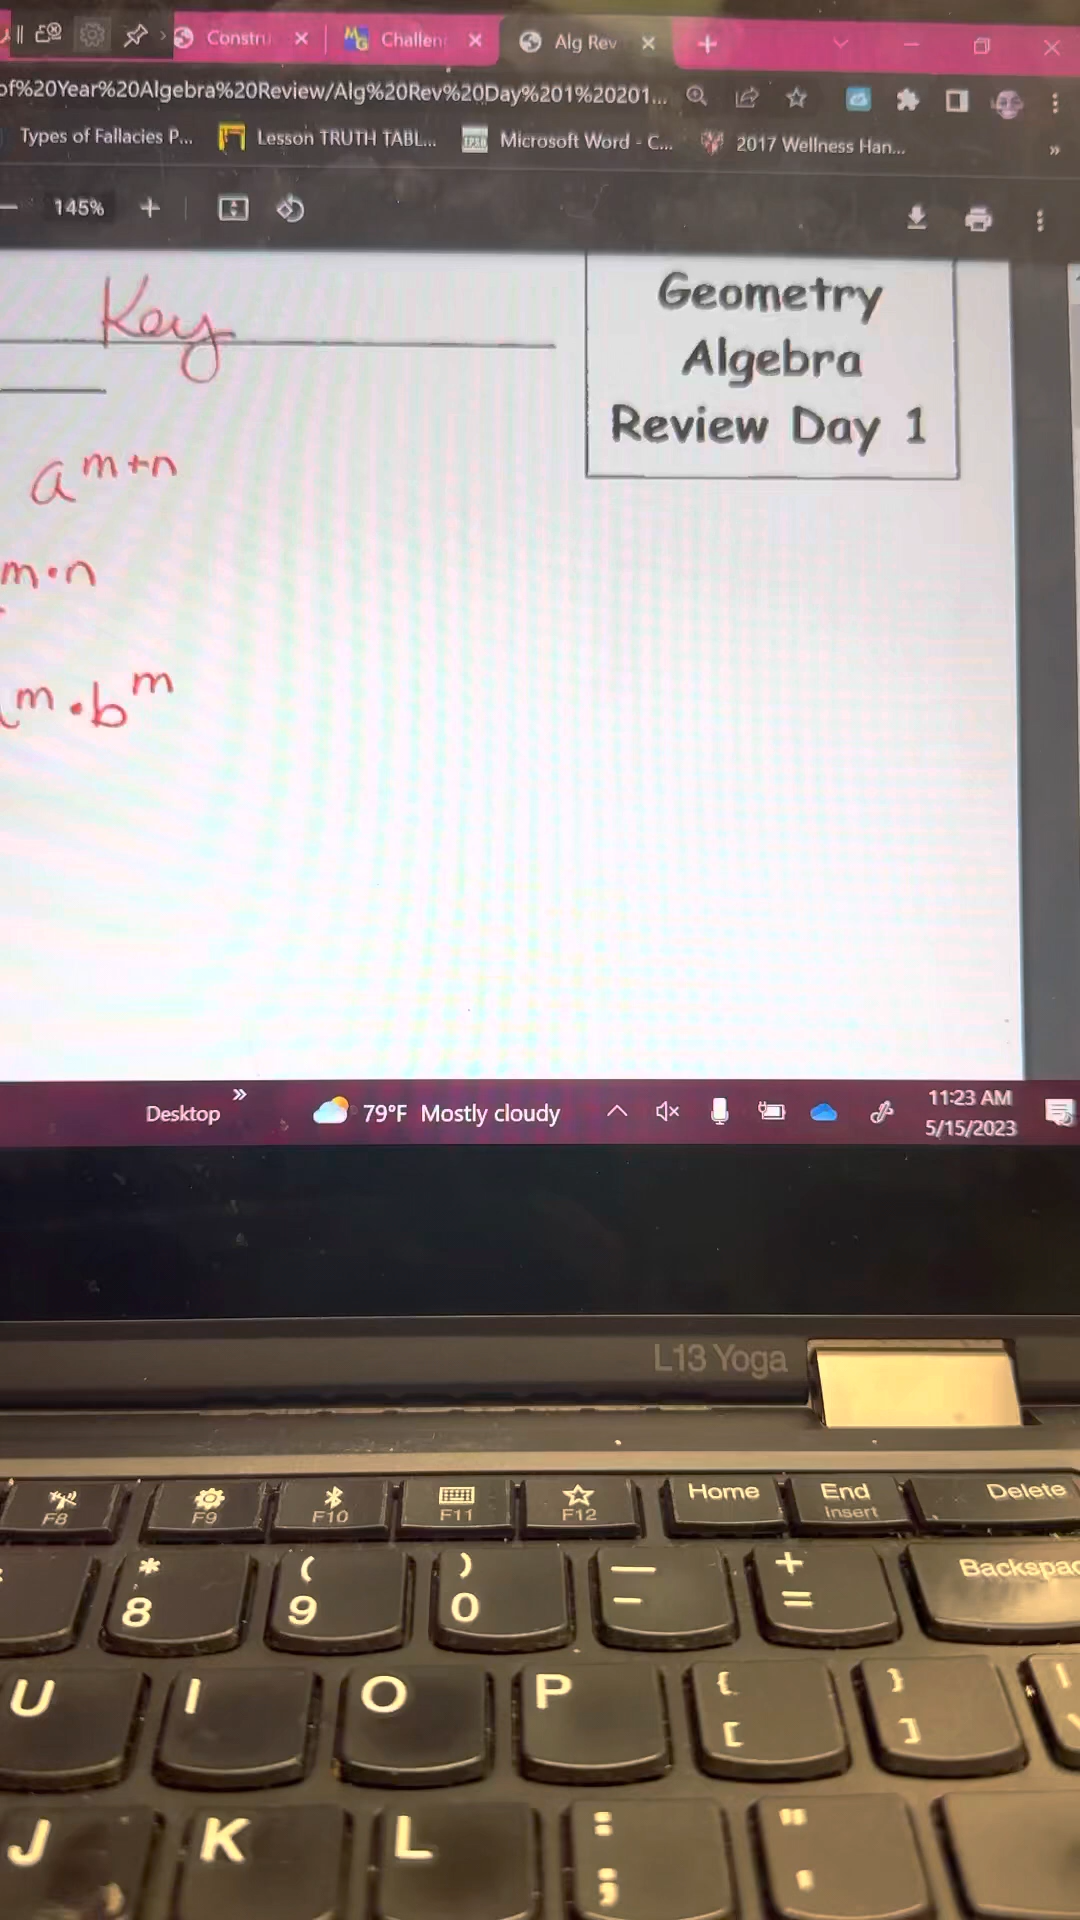 Constru
Challen
Alg Rev
of%20Year%20Algebra%20Review/Alg%20Rev%20Day%201%20201...
Types of Fallacies P...
Lesson TRUTH TABL...
Microsoft Word - C...
2017 Wellness Han...
145%
Key
Geometry
Algebra
Review Day 1
a^m+n
m·n
m·b^m
Desktop
79°F Mostly cloudy
11:23 AM
5/15/2023
L13 Yoga
F8 F9 F10 F11 F12 Home End Insert Delete
* 8 ( 9 ) 0 — - + = Backspac
U I O P { [ } ]
J K L : ; " '